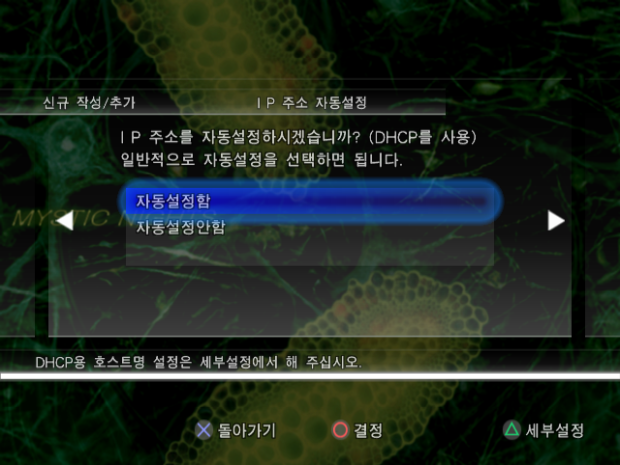 신규 작성/추가
IP 주소 자동설정
IP 주소를 자동설정하시겠습니까? (DHCP를 사용)
일반적으로 자동설정을 선택하면 됩니다.
자동설정함
MYSTIC N
자동설정안함
DHCP용 호스트명 설정은 세부설정에서 해 주십시오.
돌아가기
결정
세부설정